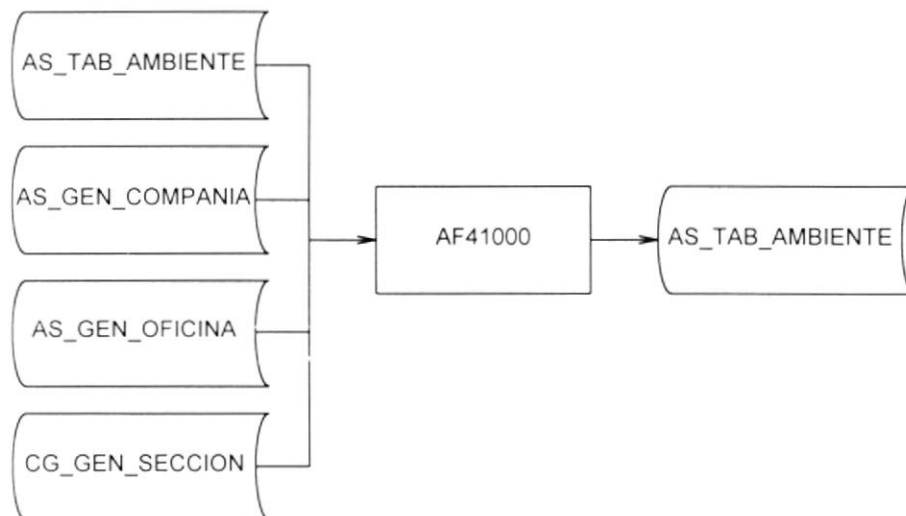 AS_TAB_AMBIENTE
AS_GEN_COMPANIA
AF41000
AS_TAB_AMBIENTE
AS_GEN_OFICINA
CG_GEN_SECCION